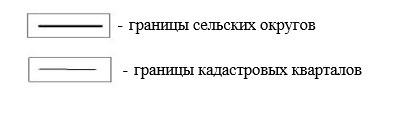 - границы сельских округов
- границы кадастровых кварталов